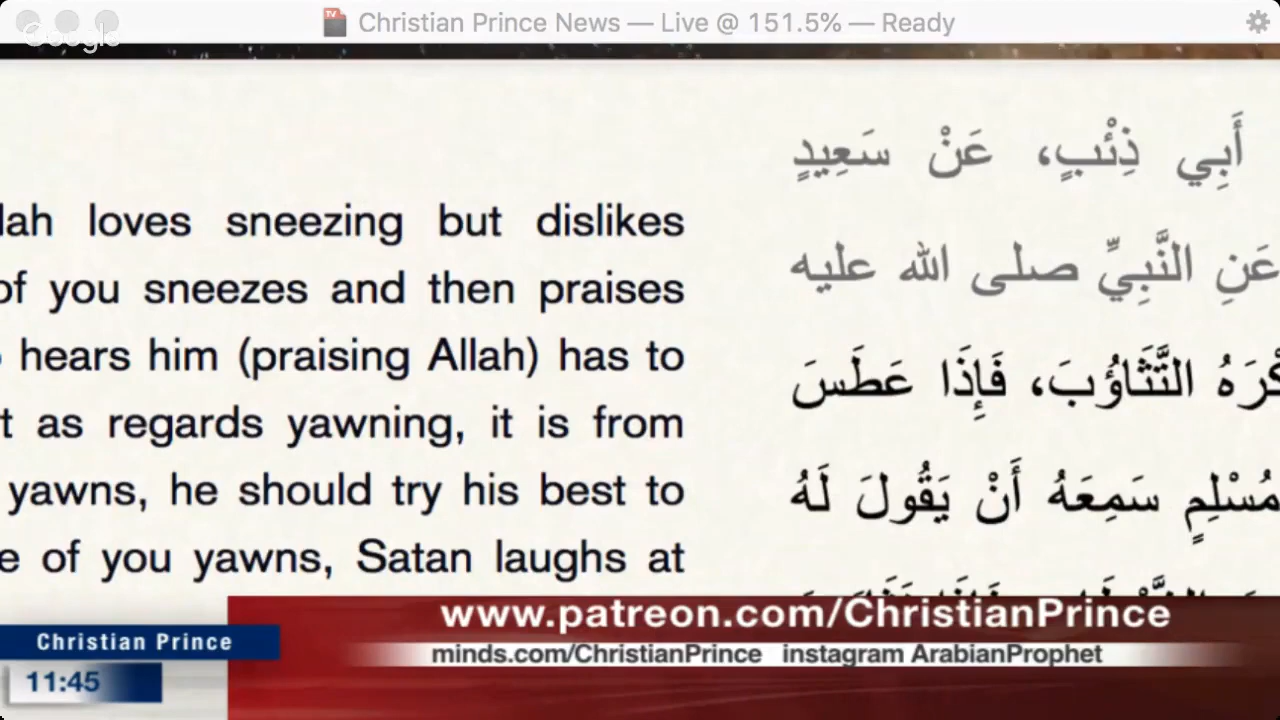 Christian Prince News — Live @ 151.5% — Ready
Google
أَبِي ذِئْبٍ، عَنْ سَعِيدٍ
عَنِ النَّبِيِّ صلى الله عليه
التَّثَاؤُبَ، فَإِذَا عَطَسَ
مُسْلِمٍ سَمِعَهُ أَنْ يَقُولَ لَهُ
loves sneezing but dislikes
of you sneezes and then praises
hears him (praising Allah) has to
as regards yawning, it is from
yawns, he should try his best to
of you yawns, Satan laughs at
www.patreon.com/ChristianPrince
minds.com/ChristianPrince instagram ArabianProphet
Christian Prince
11:45